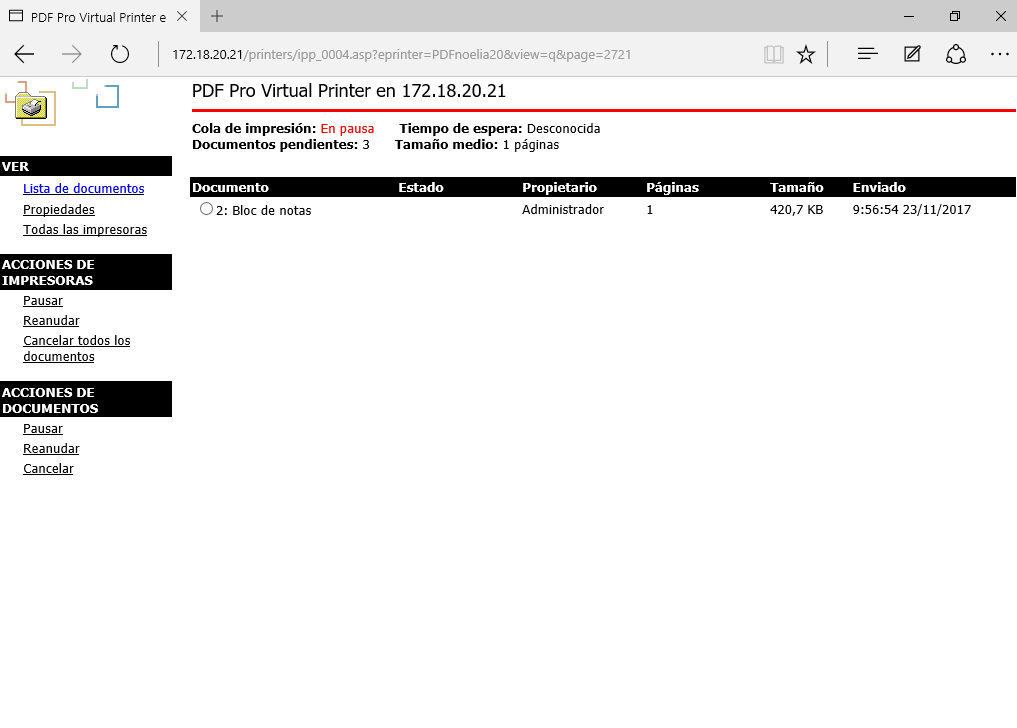 PDF Pro Virtual Printer e
172.18.20.21/printers/ipp_0004.asp?eprinter=PDFnoelia20&view=q&page=2721
PDF Pro Virtual Printer en 172.18.20.21
Cola de impresión: En pausa Tiempo de espera: Desconocida
Documentos pendientes: 3 Tamaño medio: 1 páginas
VER
Lista de documentos
Propiedades
Todas las impresoras
ACCIONES DE
IMPRESORAS
Pausar
Reanudar
Cancelar todos los
documentos
ACCIONES DE
DOCUMENTOS
Pausar
Reanudar
Cancelar
Documento Estado Propietario Páginas Tamaño Enviado
2: Bloc de notas Administrador 1 420,7 KB 9:56:54 23/11/2017